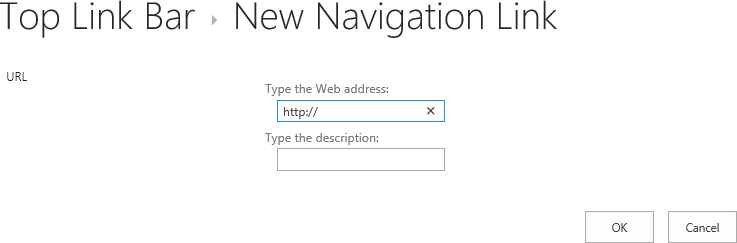 Top Link Bar ▸ New Navigation Link
URL
Type the Web address:
http://
Type the description:
OK Cancel